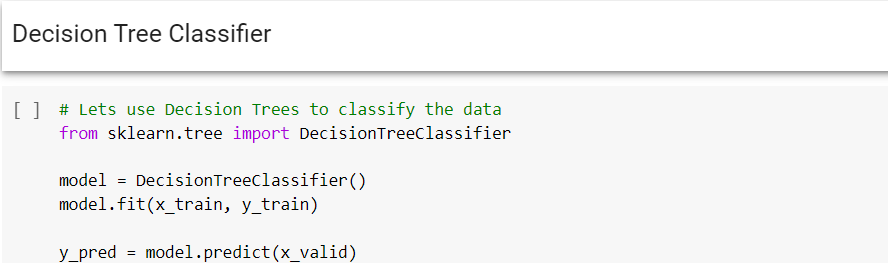 Decision Tree Classifier
[ ] # Lets use Decision Trees to classify the data
from sklearn.tree import DecisionTreeClassifier
model = DecisionTreeClassifier()
model.fit(x_train, y_train)
y_pred = model.predict(x_valid)